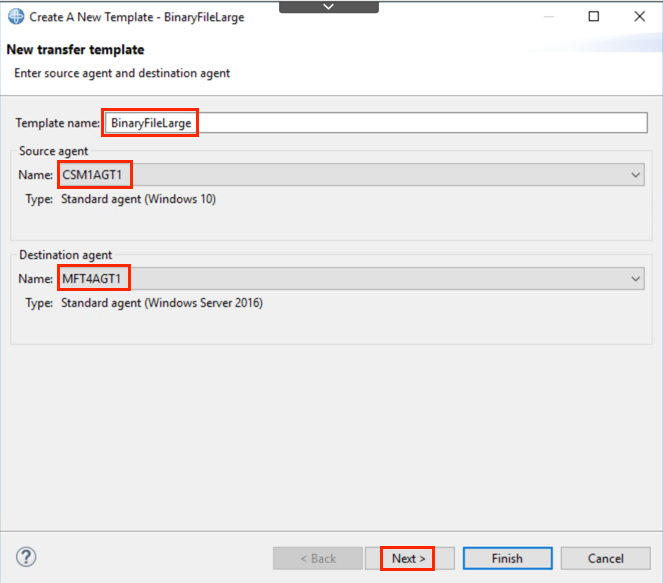 Create A New Template - BinaryFileLarge
New transfer template
Enter source agent and destination agent
Template name: BinaryFileLarge
Source agent
Name: CSM1AGT1
Type: Standard agent (Windows 10)
Destination agent
Name: MFT4AGT1
Type: Standard agent (Windows Server 2016)
? < Back Next > Finish Cancel